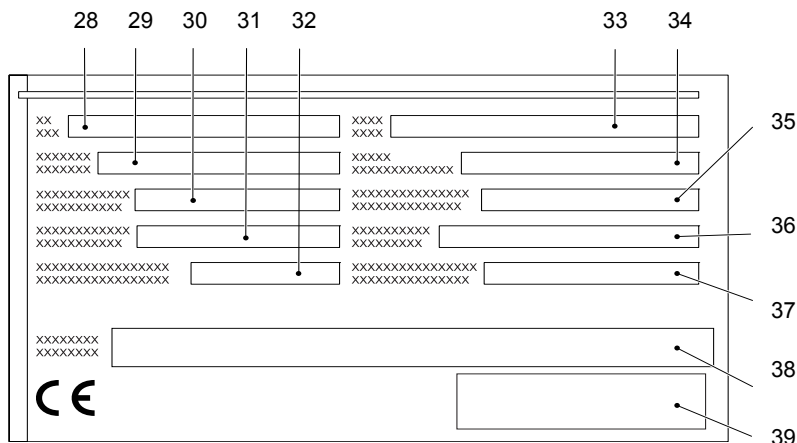 28 29 30 31 32 33 34
XX XXXX
XXX XXXX
35
XXXXXXX XXXXX
XXXXXXX XXXXXXXXXXXXX
XXXXXXXXXXXX XXXXXXXXXXXXXXX
XXXXXXXXXXX XXXXXXXXXXXXXX
36
XXXXXXXXXXXX XXXXXXXXXX
XXXXXXXXXXX XXXXXXXXX
XXXXXXXXXXXXXXXXX XXXXXXXXXXXXXXXX
XXXXXXXXXXXXXXXXX XXXXXXXXXXXXXXX
37
XXXXXXXX
XXXXXXXX
38
CE
39